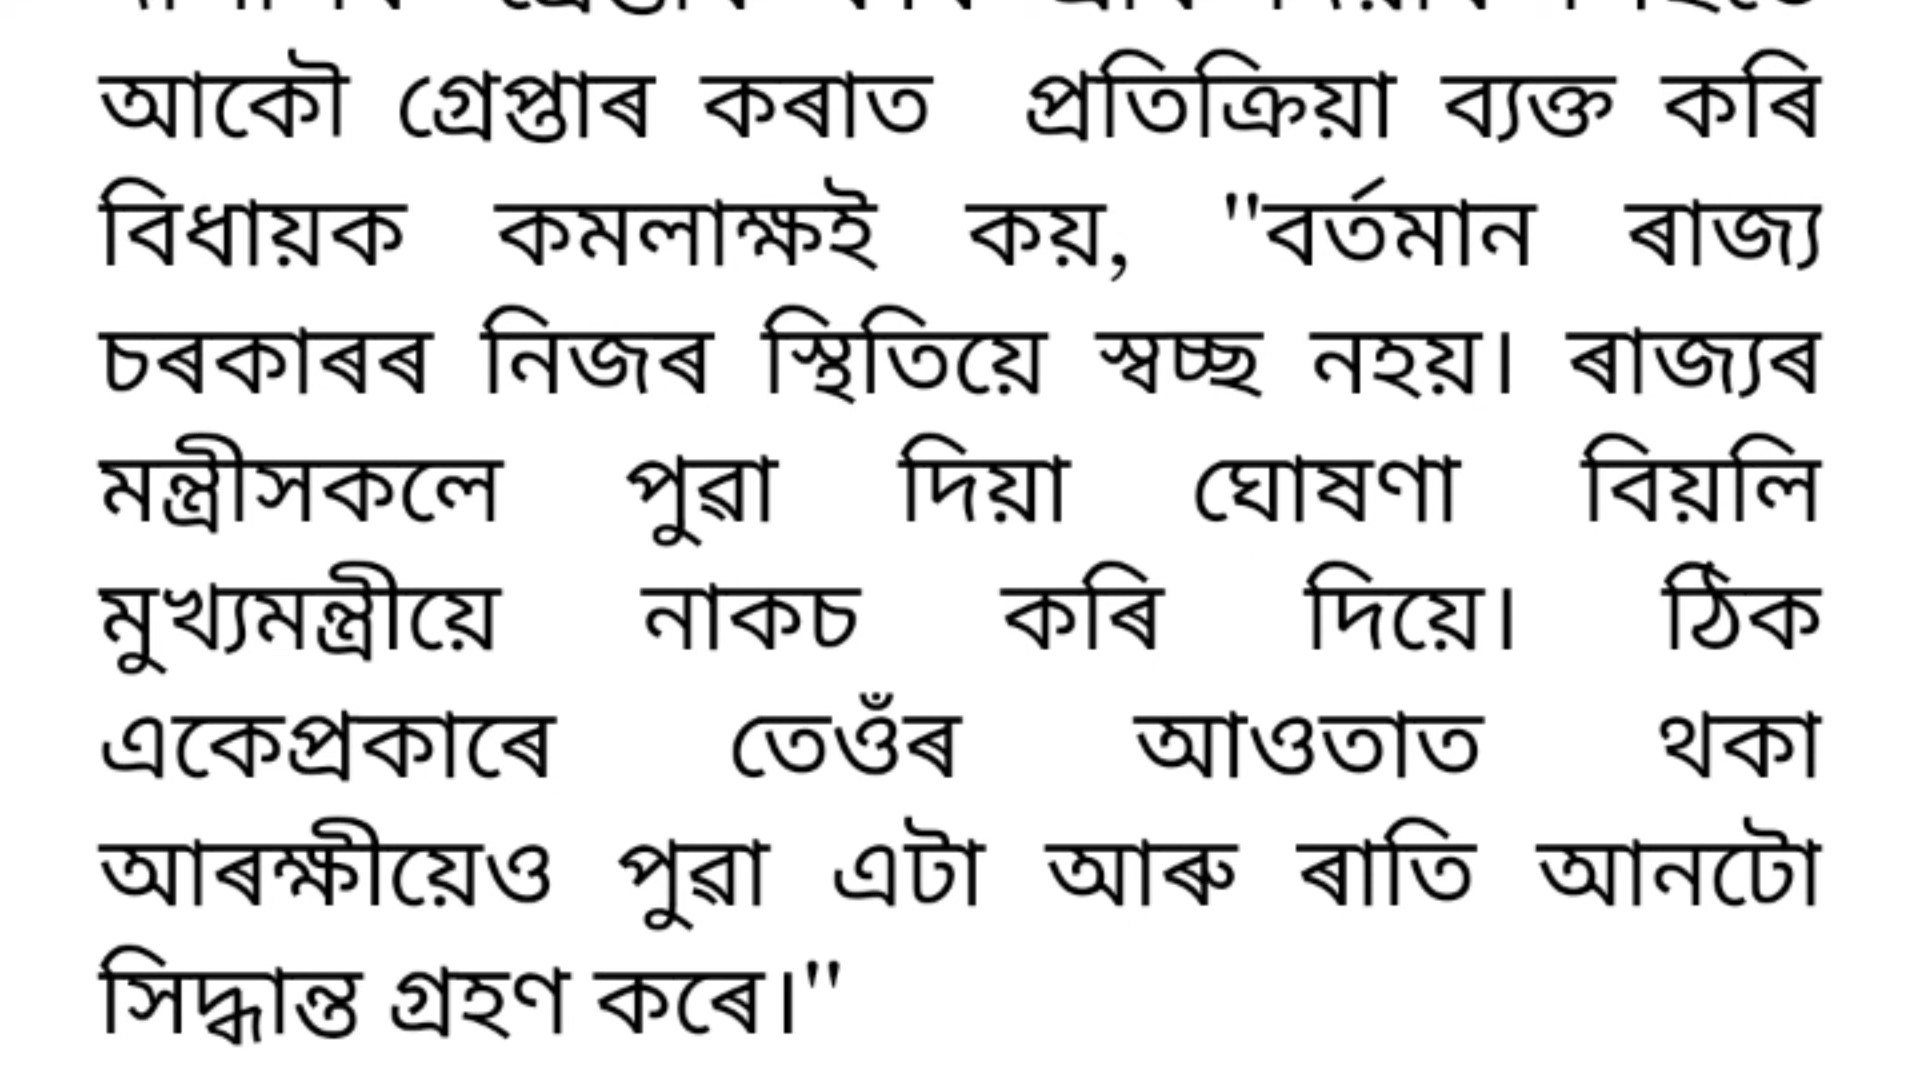 আকৌ গ্ৰেপ্তাৰ কৰাত প্ৰতিক্ৰিয়া ব্যক্ত কৰি
বিধায়ক কমলাক্ষই কয়, "বৰ্তমান ৰাজ্য
চৰকাৰৰ নিজৰ স্থিতিয়ে স্বচ্ছ নহয়। ৰাজ্যৰ
মন্ত্ৰীসকলে পুৱা দিয়া ঘোষণা বিয়লি
মুখ্যমন্ত্ৰীয়ে নাকচ কৰি দিয়ে। ঠিক
একেপ্ৰকাৰে তেওঁৰ আওতাত থকা
আৰক্ষীয়েও পুৱা এটা আৰু ৰাতি আনটো
সিদ্ধান্ত গ্ৰহণ কৰে।"